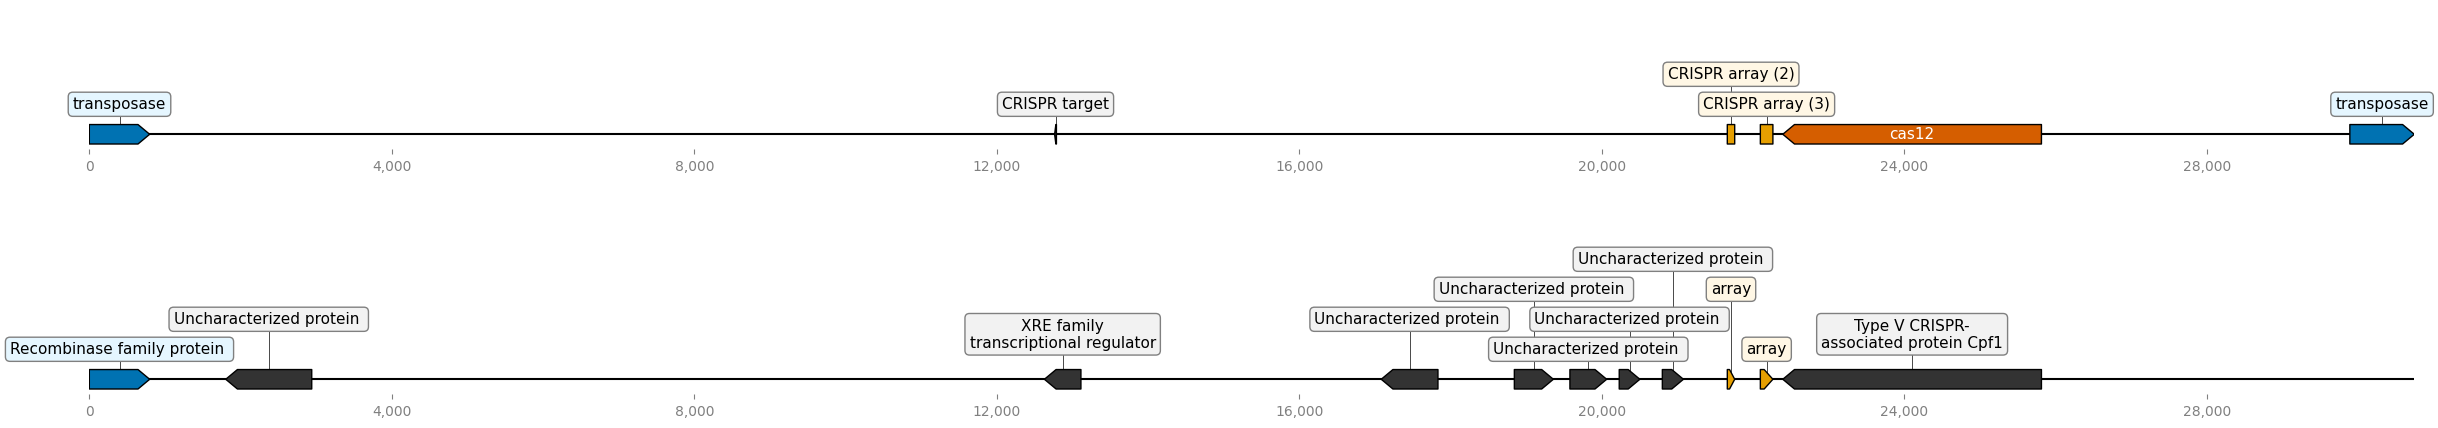 CRISPR array (2)
transposase
CRISPR target
CRISPR array (3)
transposase
cas12
0
4,000
8,000
12,000
16,000
20,000
24,000
28,000
Uncharacterized protein
Uncharacterized protein
array
Uncharacterized protein
XRE family
transcriptional regulator
Uncharacterized protein
Uncharacterized protein
Type V CRISPR-
associated protein Cpf1
Recombinase family protein
Uncharacterized protein
array
0
4,000
8,000
12,000
16,000
20,000
24,000
28,000